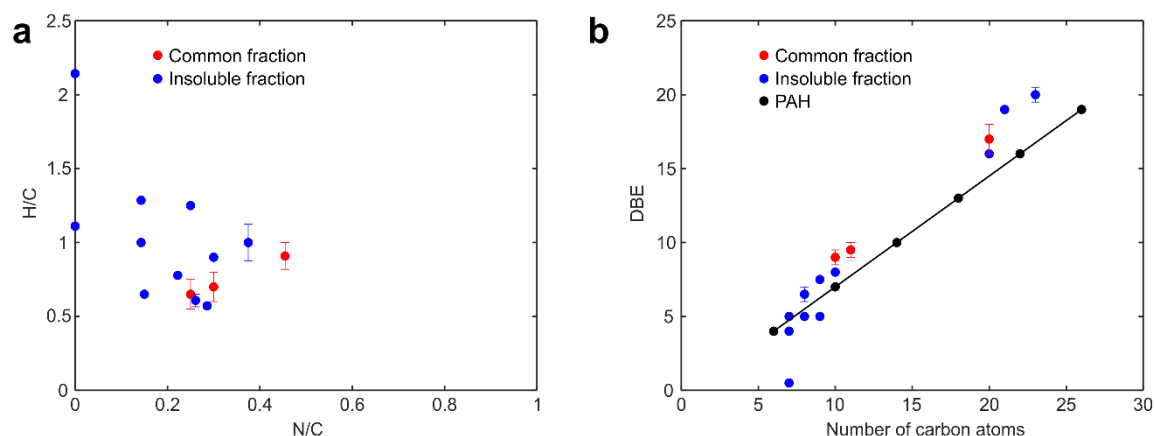 a
Common fraction
Insoluble fraction
H/C
2.5
2
1.5
1
0.5
0
0
0.2
0.4
0.6
0.8
1
N/C
b
Common fraction
Insoluble fraction
PAH
DBE
25
20
15
10
5
0
0
5
10
15
20
25
30
Number of carbon atoms